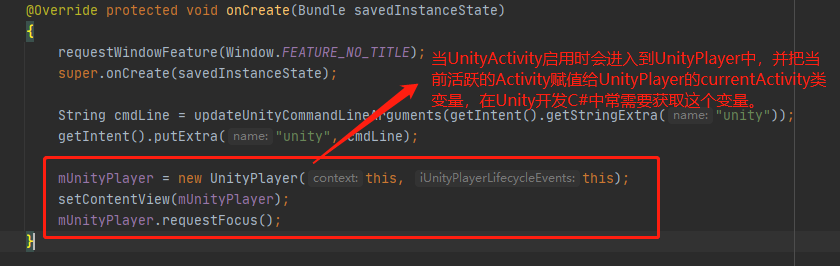 @Override protected void onCreate(Bundle savedInstanceState)
{
requestWindowFeature(Window.FEATURE_NO_TITLE);
super.onCreate(savedInstanceState);
当UnityActivity启用时会进入到UnityPlayer中，并把当
前活跃的Activity赋值给UnityPlayer的currentActivity类
变量，在Unity开发C#中常需要获取这个变量。
String cmdLine = updateUnityCommandLineArguments(getIntent().getStringExtra( name: "unity"));
getIntent().putExtra( name: "unity", cmdLine);
mUnityPlayer = new UnityPlayer( context: this, iUnityPlayerLifecycleEvents: this);
setContentView(mUnityPlayer);
mUnityPlayer.requestFocus();
}